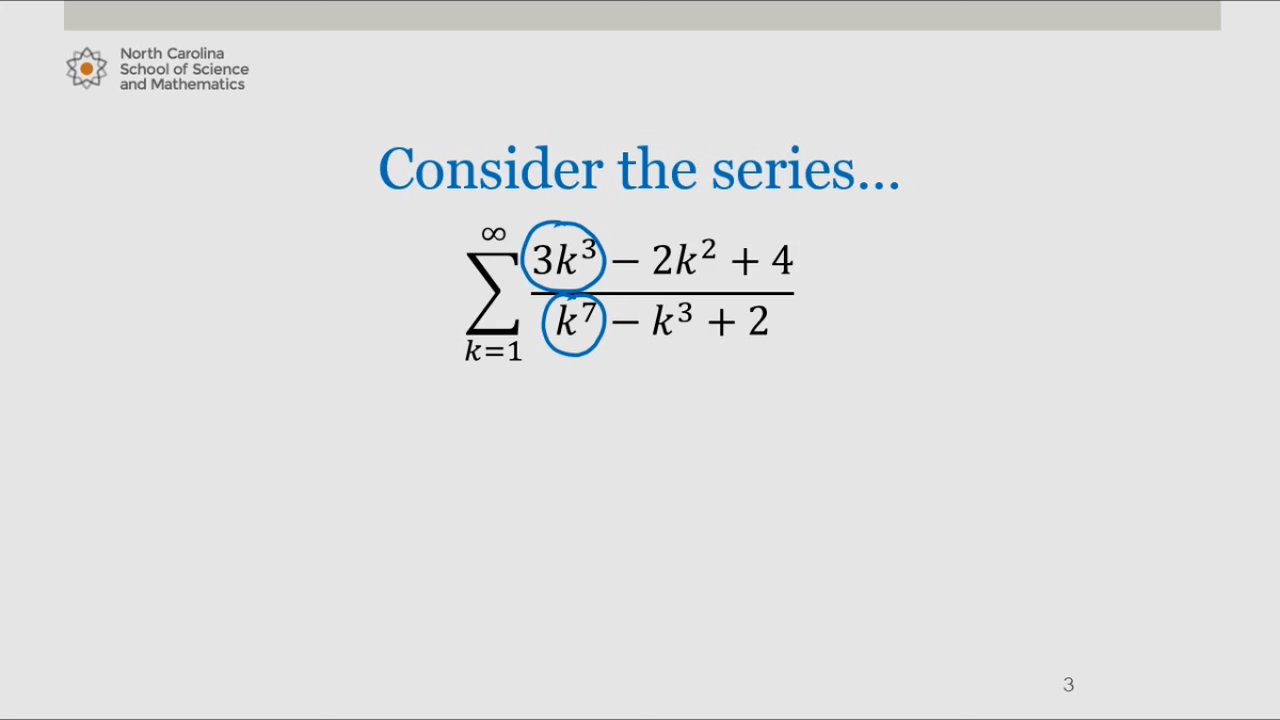 North Carolina
School of Science
and Mathematics
Consider the series...
∞
∑ (3k³ − 2k² + 4) / (k⁷ − k³ + 2)
k=1
3